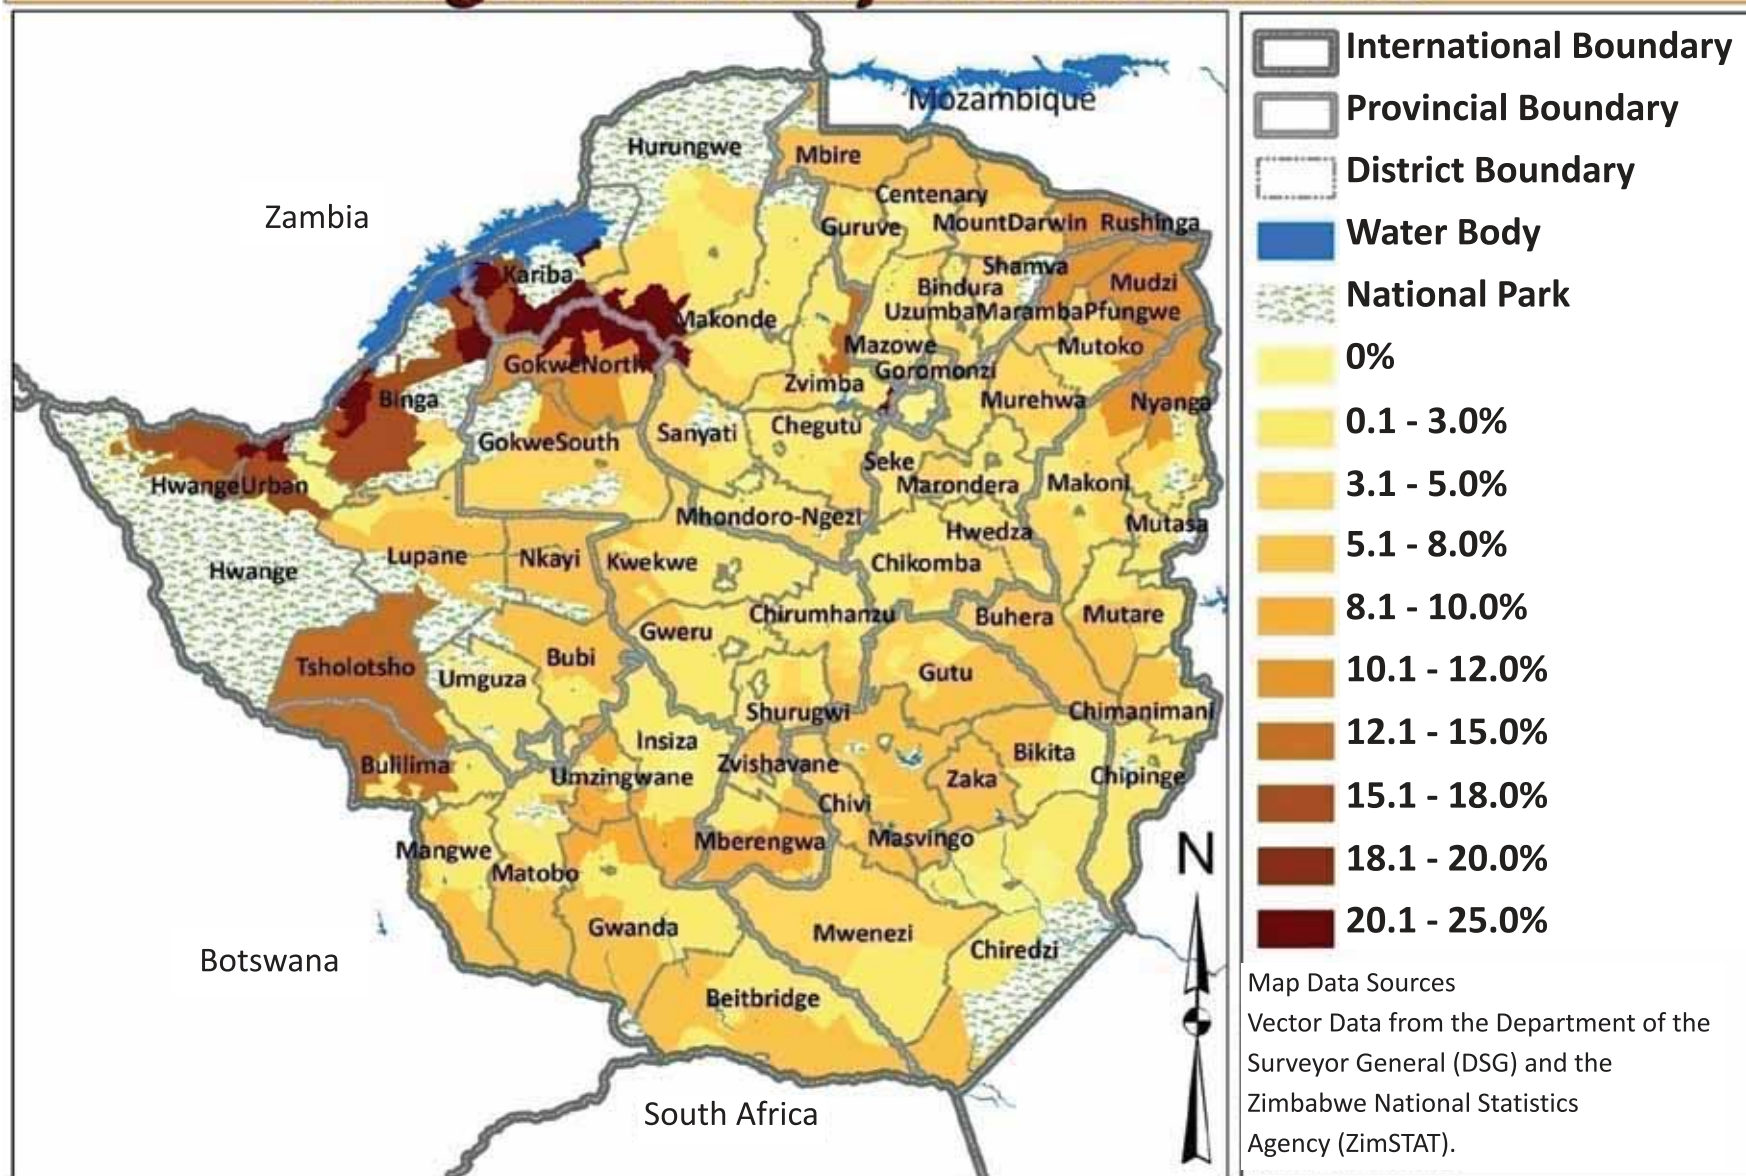 International Boundary
Provincial Boundary
District Boundary
Water Body
National Park
0%
0.1 - 3.0%
3.1 - 5.0%
5.1 - 8.0%
8.1 - 10.0%
10.1 - 12.0%
12.1 - 15.0%
15.1 - 18.0%
18.1 - 20.0%
20.1 - 25.0%
Map Data Sources
Vector Data from the Department of the
Surveyor General (DSG) and the
Zimbabwe National Statistics
Agency (ZimSTAT).
Mozambique
Zambia
Botswana
South Africa
N
Hurungwe
Mbire
Centenary
Guruve
MountDarwin
Rushinga
Kariba
Shamva
Mudzi
Bindura
UzumbaMarambaPfungwe
Makonde
Mazowe
Mutoko
GokweNorth
Goromonzi
Zvimba
Binga
Murehwa
Nyanga
GokweSouth
Sanyati
Chegutu
Seke
HwangeUrban
Marondera
Makoni
Mhondoro-Ngezi
Mutasa
Hwedza
Lupane
Nkayi
Kwekwe
Chikomba
Hwange
Chirumhanzu
Buhera
Mutare
Gweru
Tsholotsho
Bubi
Umguza
Gutu
Shurugwi
Chimanimani
Insiza
Bikita
Bulilima
Zvishavane
Umzingwane
Zaka
Chipinge
Chivi
Mangwe
Mberengwa
Masvingo
Matobo
Gwanda
Mwenezi
Chiredzi
Beitbridge